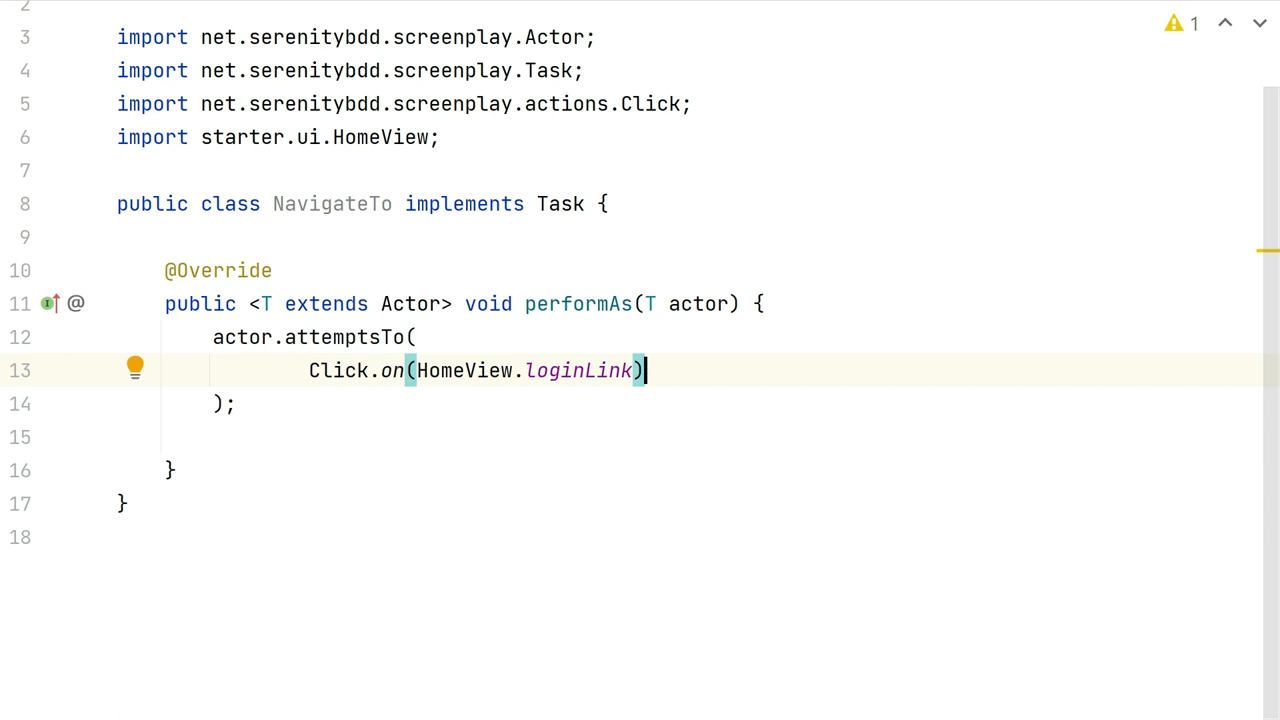 2
3 import net.serenitybdd.screenplay.Actor;
4 import net.serenitybdd.screenplay.Task;
5 import net.serenitybdd.screenplay.actions.Click;
6 import starter.ui.HomeView;
7
8 public class NavigateTo implements Task {
9
10 @Override
11 @ public <T extends Actor> void performAs(T actor) {
12 actor.attemptsTo(
13 Click.on(HomeView.loginLink)
14 );
15
16 }
17 }
18
1